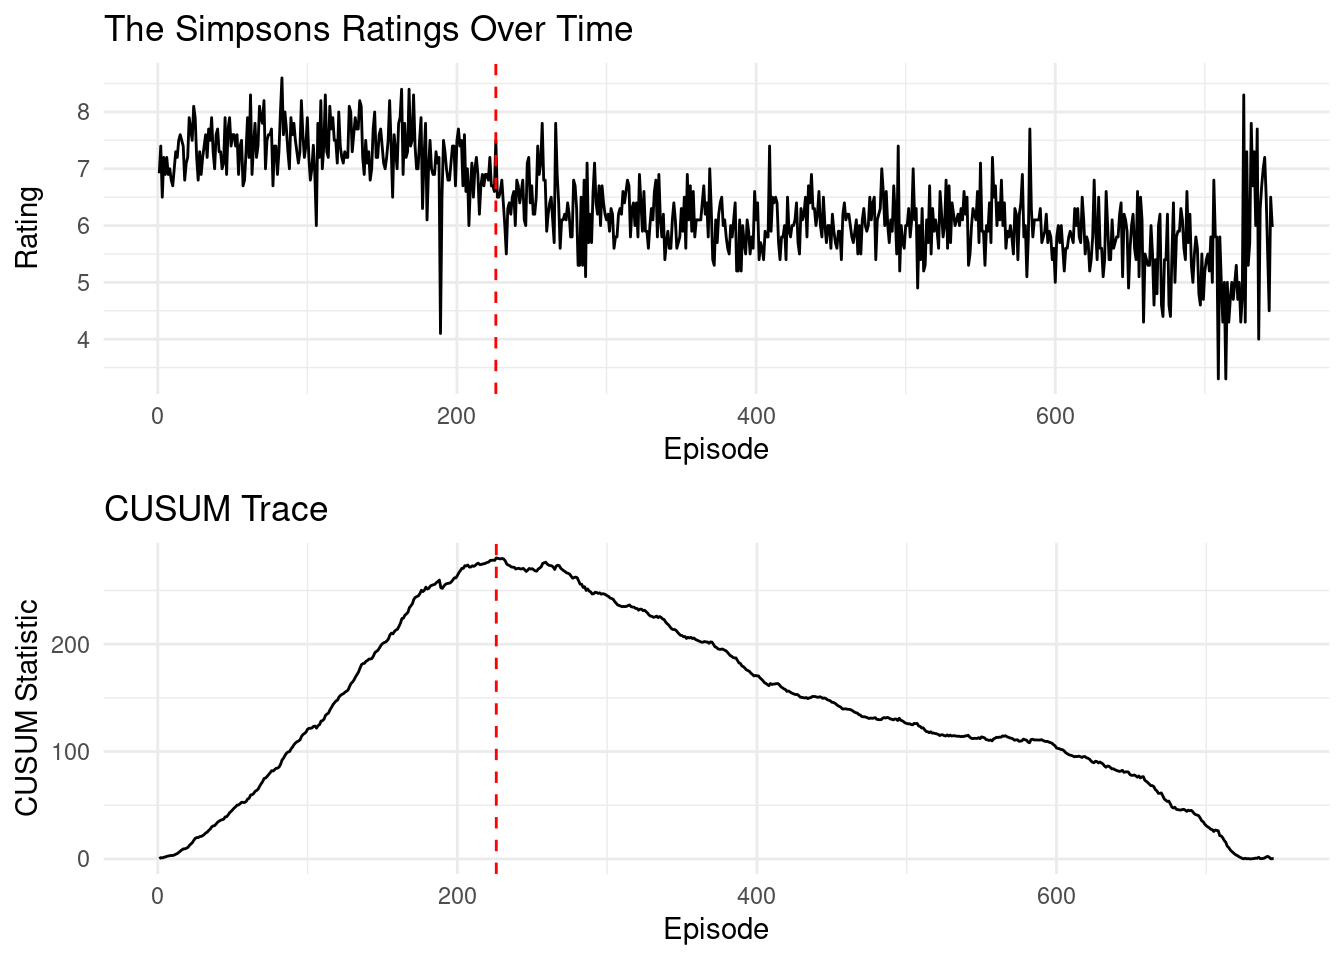 The Simpsons Ratings Over Time
Rating
8
7
6
5
4
0 200 400 600
Episode
CUSUM Trace
CUSUM Statistic
200
100
0
0 200 400 600
Episode